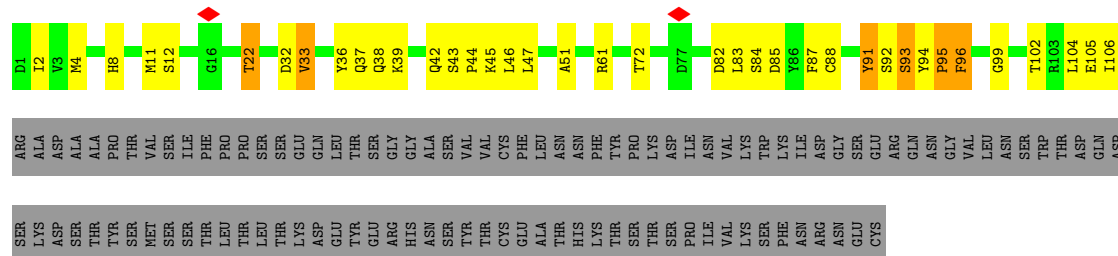 D1 I2 V3 M4 H8 M11 S12 G16 T22 D32 V33 Y36 Q37 Q38 K39 Q42 S43 P44 K45 L46 L47 A51 R61 T72 D77 D82 L83 S84 D85 Y86 F87 C88 Y91 S92 S93 Y94 P95 F96 G99 T102 R103 L104 E105 I106
ARG ALA ASP ALA ALA PRO THR VAL SER ILE PHE PRO PRO SER SER GLU GLN LEU THR SER GLY GLY ALA SER VAL VAL CYS PHE LEU ASN ASN PHE TYR PRO LYS ASP ILE ASN VAL LYS TRP LYS ILE ASP GLY SER GLU ARG GLN ASN GLY VAL LEU ASN SER TRP THR ASP GLN ASP
SER LYS ASP SER THR TYR SER MET SER SER THR LEU THR LEU THR LYS ASP GLU TYR GLU ARG HIS ASN SER TYR THR CYS GLU ALA THR HIS LYS THR SER THR SER PRO ILE VAL LYS SER PHE ASN ARG ASN GLU CYS